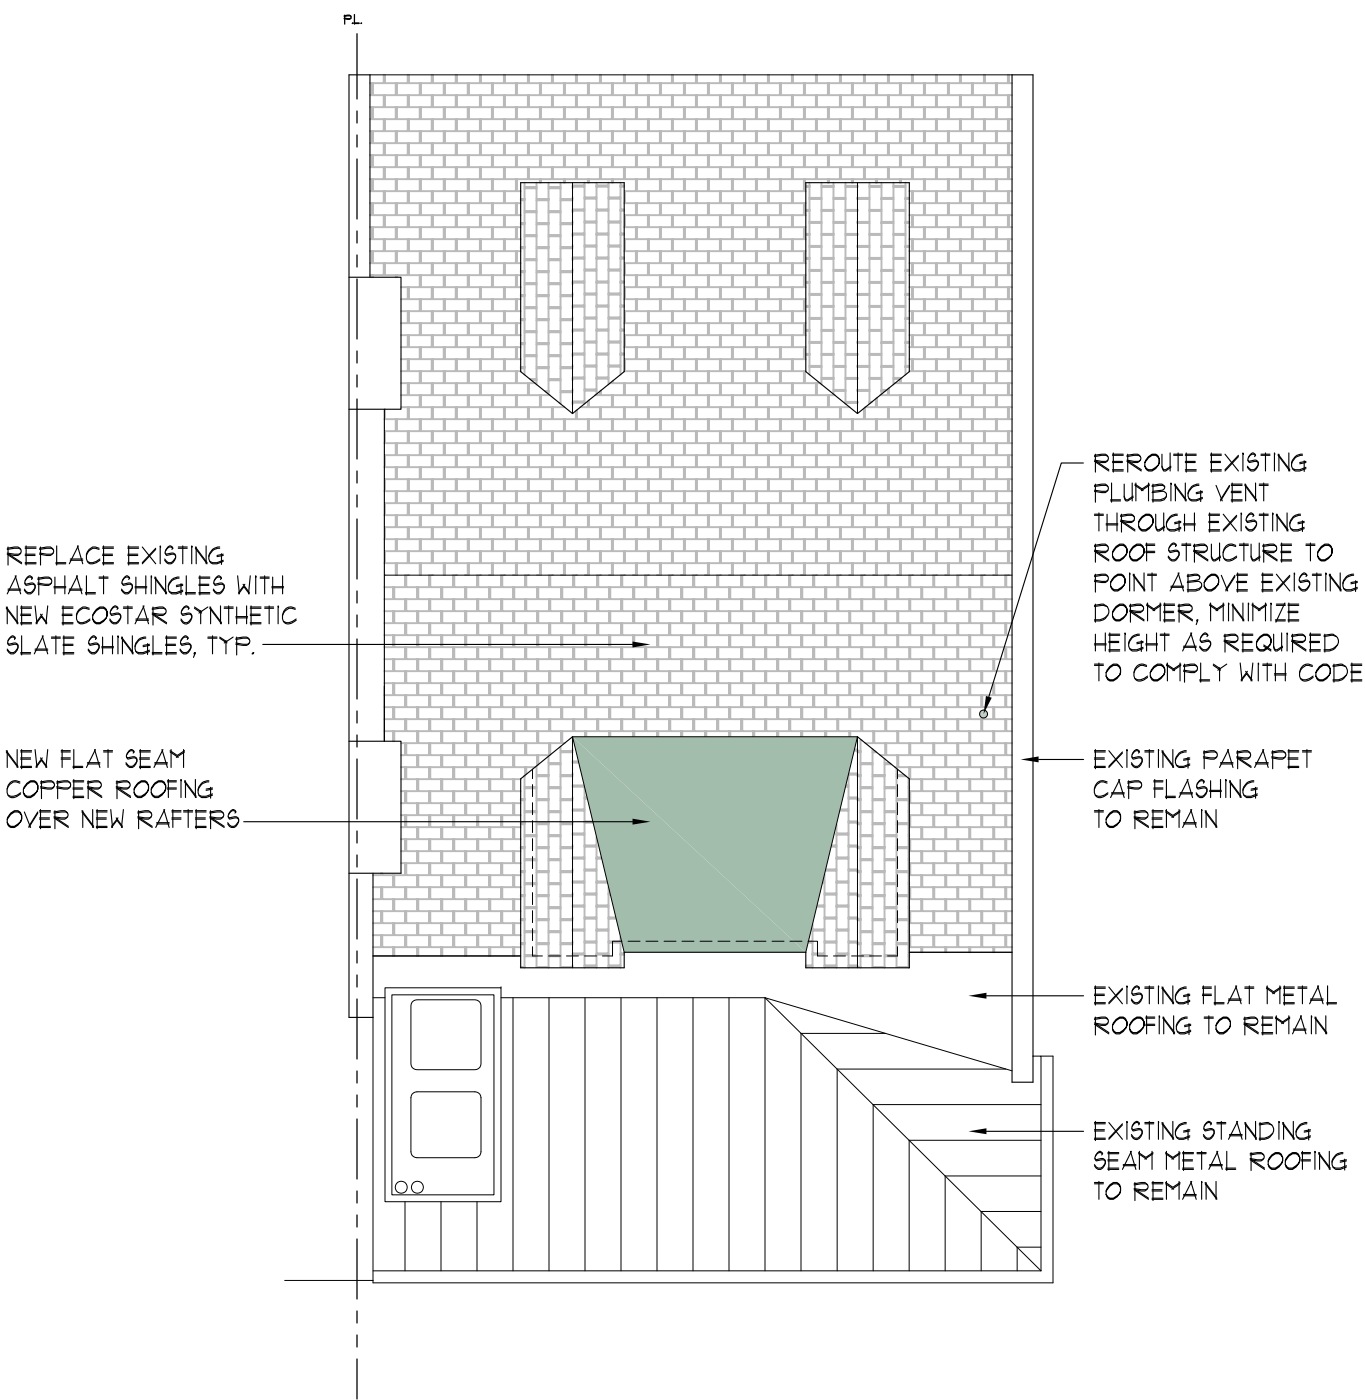 PL.
REPLACE EXISTING
ASPHALT SHINGLES WITH
NEW ECOSTAR SYNTHETIC
SLATE SHINGLES, TYP.
NEW FLAT SEAM
COPPER ROOFING
OVER NEW RAFTERS
REROUTE EXISTING
PLUMBING VENT
THROUGH EXISTING
ROOF STRUCTURE TO
POINT ABOVE EXISTING
DORMER, MINIMIZE
HEIGHT AS REQUIRED
TO COMPLY WITH CODE
EXISTING PARAPET
CAP FLASHING
TO REMAIN
EXISTING FLAT METAL
ROOFING TO REMAIN
EXISTING STANDING
SEAM METAL ROOFING
TO REMAIN